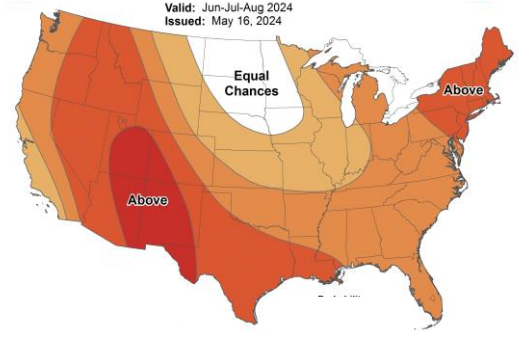 Valid: Jun-Jul-Aug 2024
Issued: May 16, 2024
Equal
Chances
Above
Above